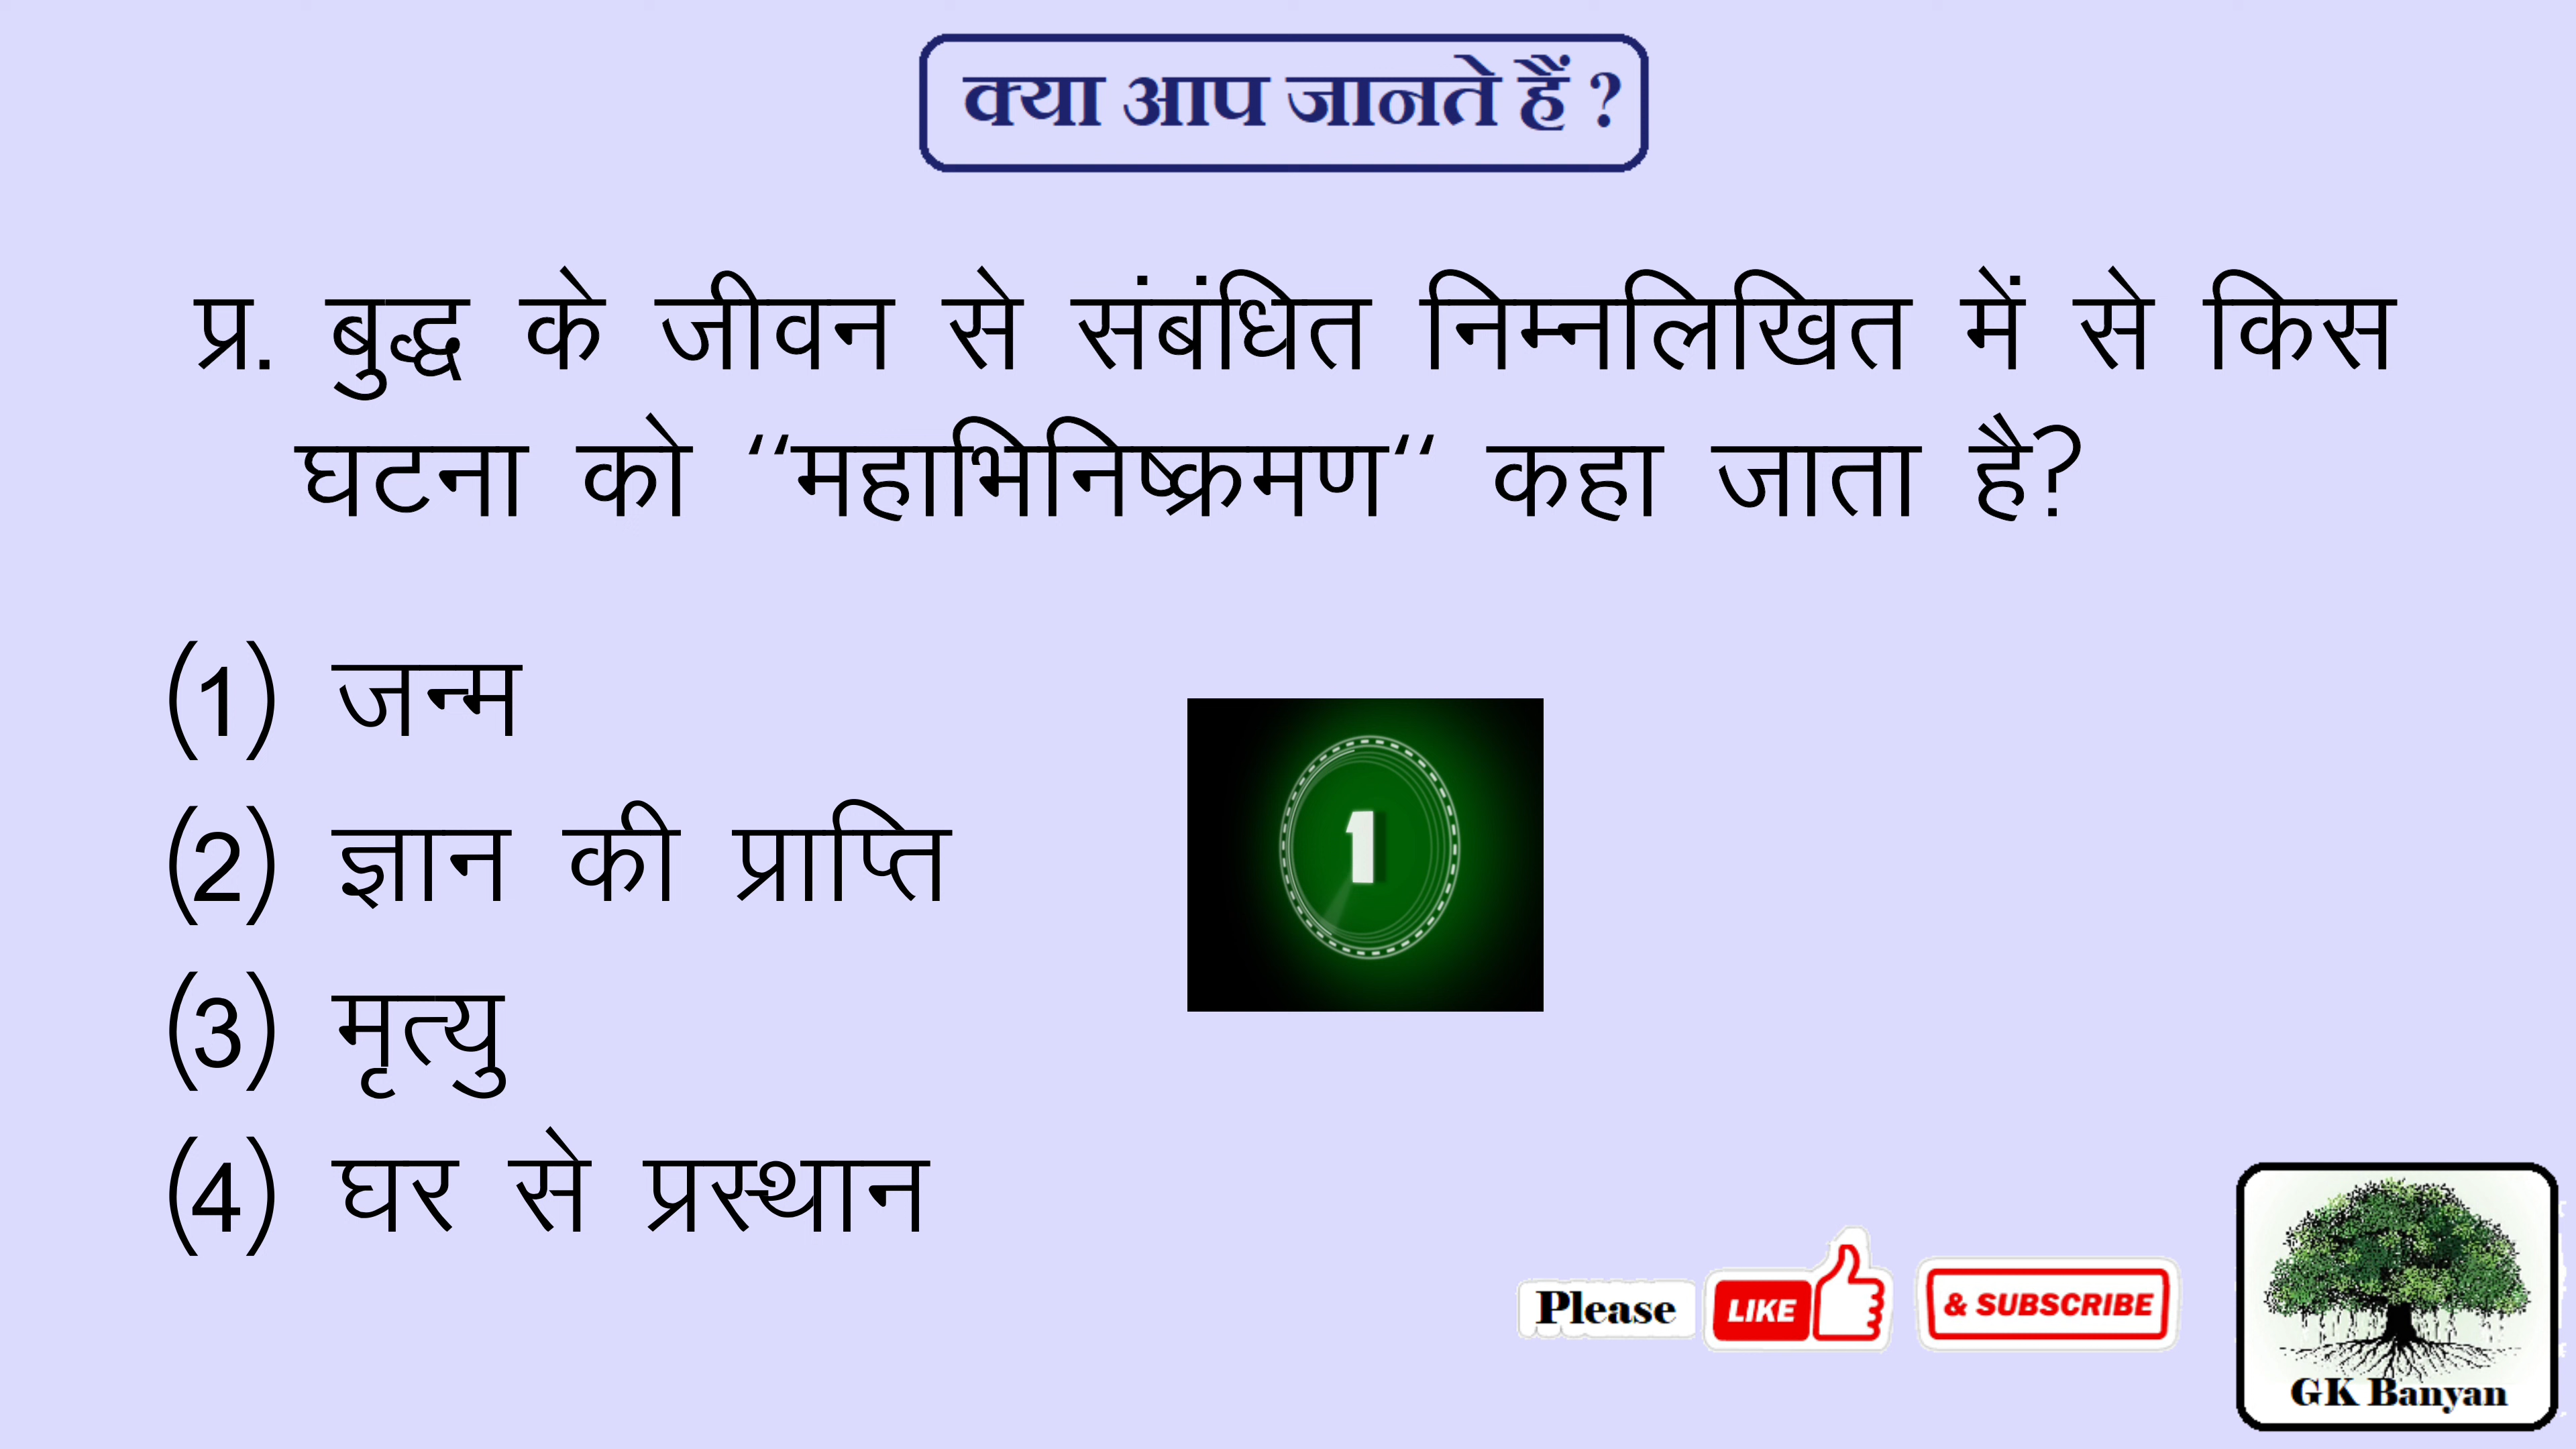 क्या आप जानते हैं ?
प्र. बुद्ध के जीवन से संबंधित निम्नलिखित में से किस
घटना को “महाभिनिष्क्रमण“ कहा जाता है?
(1) जन्म
(2) ज्ञान की प्राप्ति
1
(3) मृत्यु
(4) घर से प्रस्थान
Please LIKE & SUBSCRIBE
GK Banyan